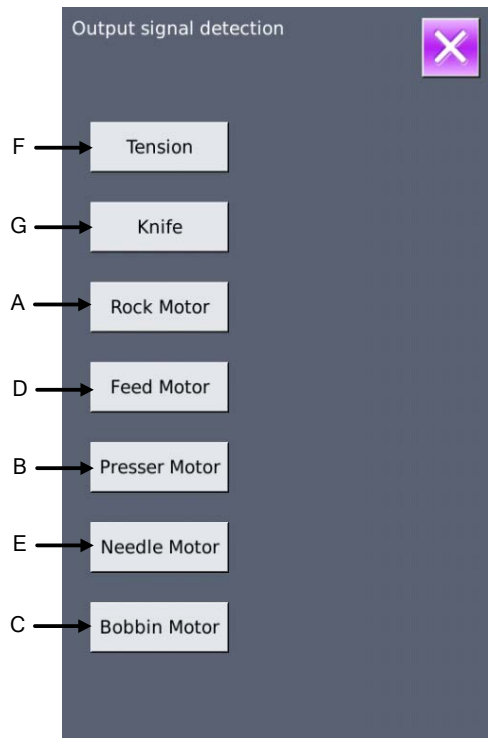 Output signal detection
F Tension
G Knife
A Rock Motor
D Feed Motor
B Presser Motor
E Needle Motor
C Bobbin Motor